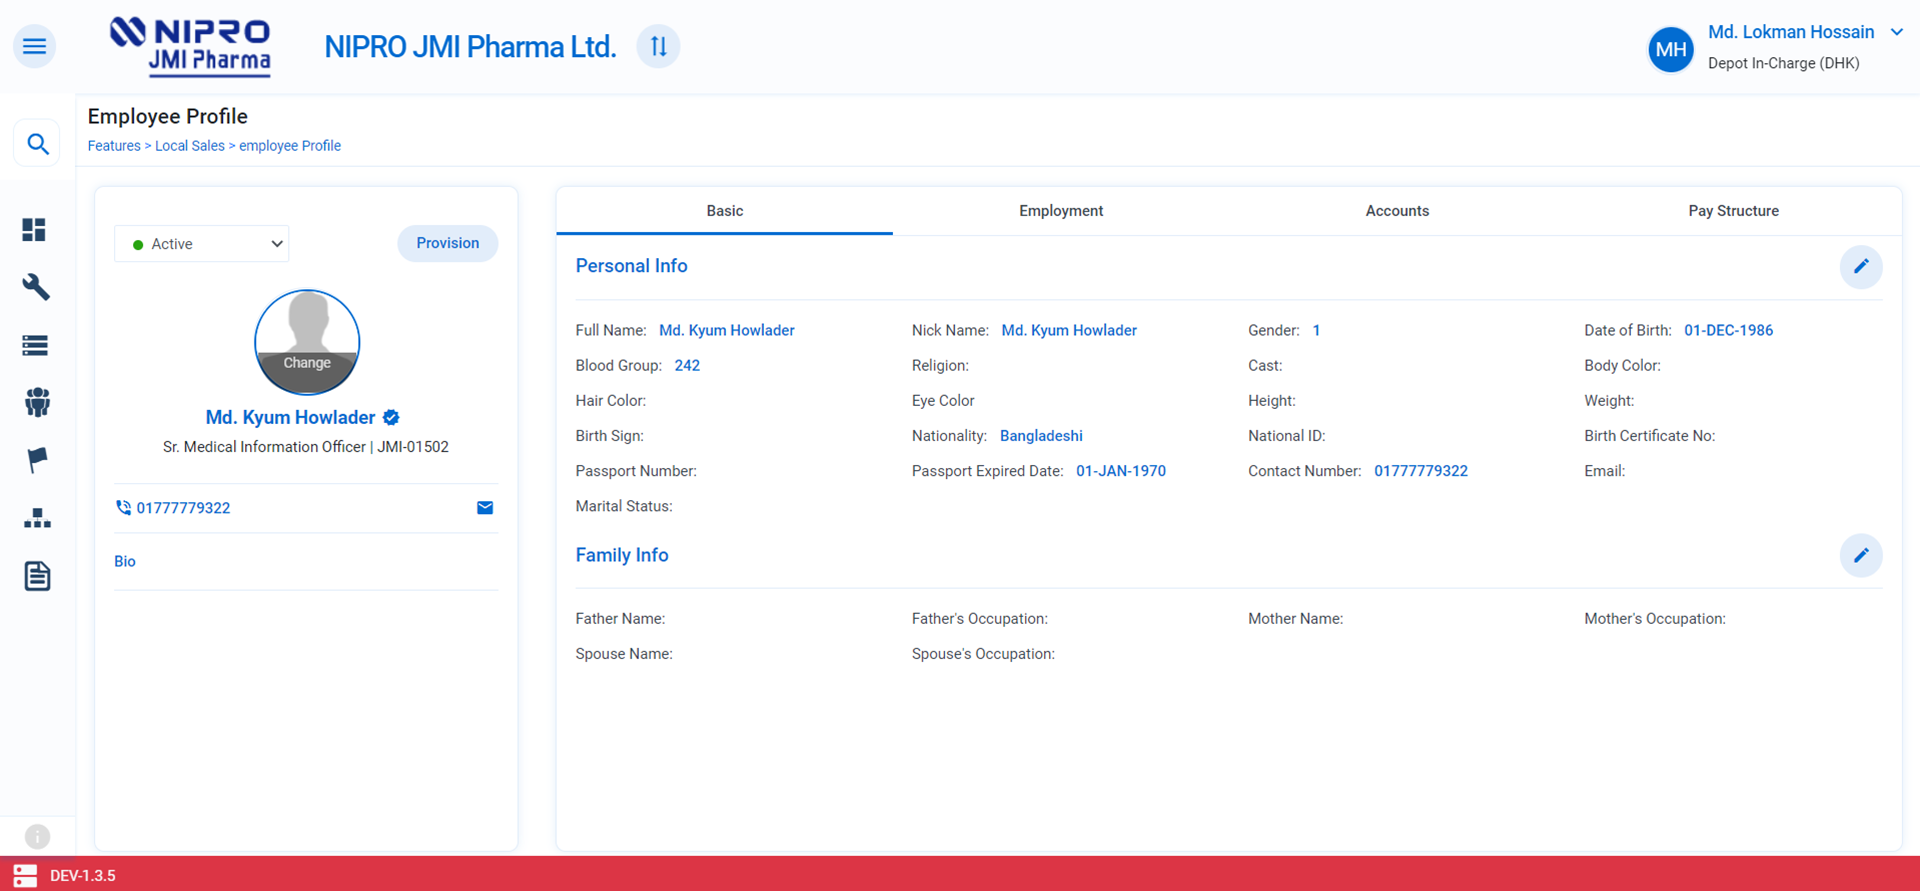 NIPRO
JMI Pharma
NIPRO JMI Pharma Ltd.
MH
Md. Lokman Hossain
Depot In-Charge (DHK)
Employee Profile
Features > Local Sales > employee Profile
Active
Provision
Change
Md. Kyum Howlader
Sr. Medical Information Officer | JMI-01502
01777779322
Bio
Basic Employment Accounts Pay Structure
Personal Info
Full Name: Md. Kyum Howlader Nick Name: Md. Kyum Howlader Gender: 1 Date of Birth: 01-DEC-1986
Blood Group: 242 Religion: Cast: Body Color:
Hair Color: Eye Color Height: Weight:
Birth Sign: Nationality: Bangladeshi National ID: Birth Certificate No:
Passport Number: Passport Expired Date: 01-JAN-1970 Contact Number: 01777779322 Email:
Marital Status:
Family Info
Father Name: Father's Occupation: Mother Name: Mother's Occupation:
Spouse Name: Spouse's Occupation:
DEV-1.3.5